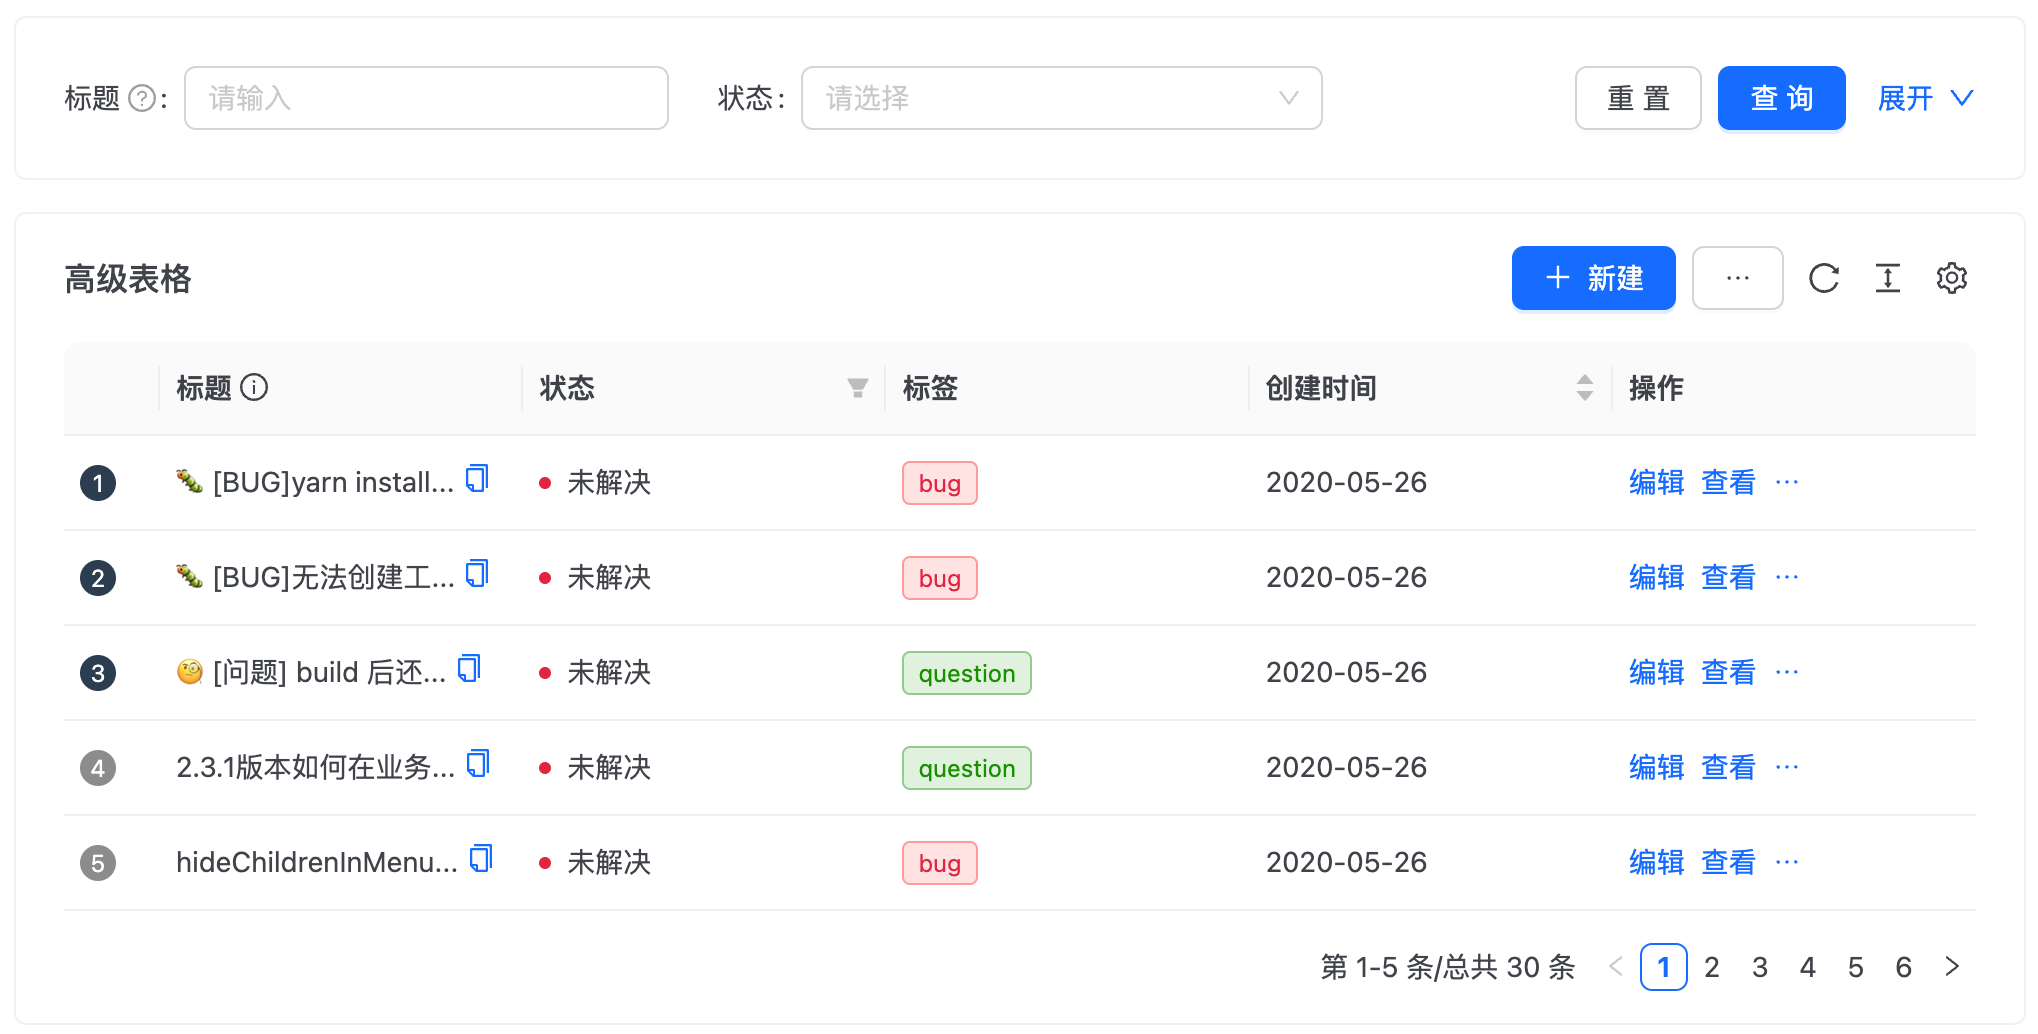 标题 : 请输入 状态 : 请选择 重 置 查 询 展开
高级表格 新建 ···
标题 状态 标签 创建时间 操作
1 🐛 [BUG]yarn install... 未解决 bug 2020-05-26 编辑 查看 ···
2 🐛 [BUG]无法创建工... 未解决 bug 2020-05-26 编辑 查看 ···
3 🧐 [问题] build 后还... 未解决 question 2020-05-26 编辑 查看 ···
4 2.3.1版本如何在业务... 未解决 question 2020-05-26 编辑 查看 ···
5 hideChildrenInMenu... 未解决 bug 2020-05-26 编辑 查看 ···
第 1-5 条/总共 30 条 < 1 2 3 4 5 6 >